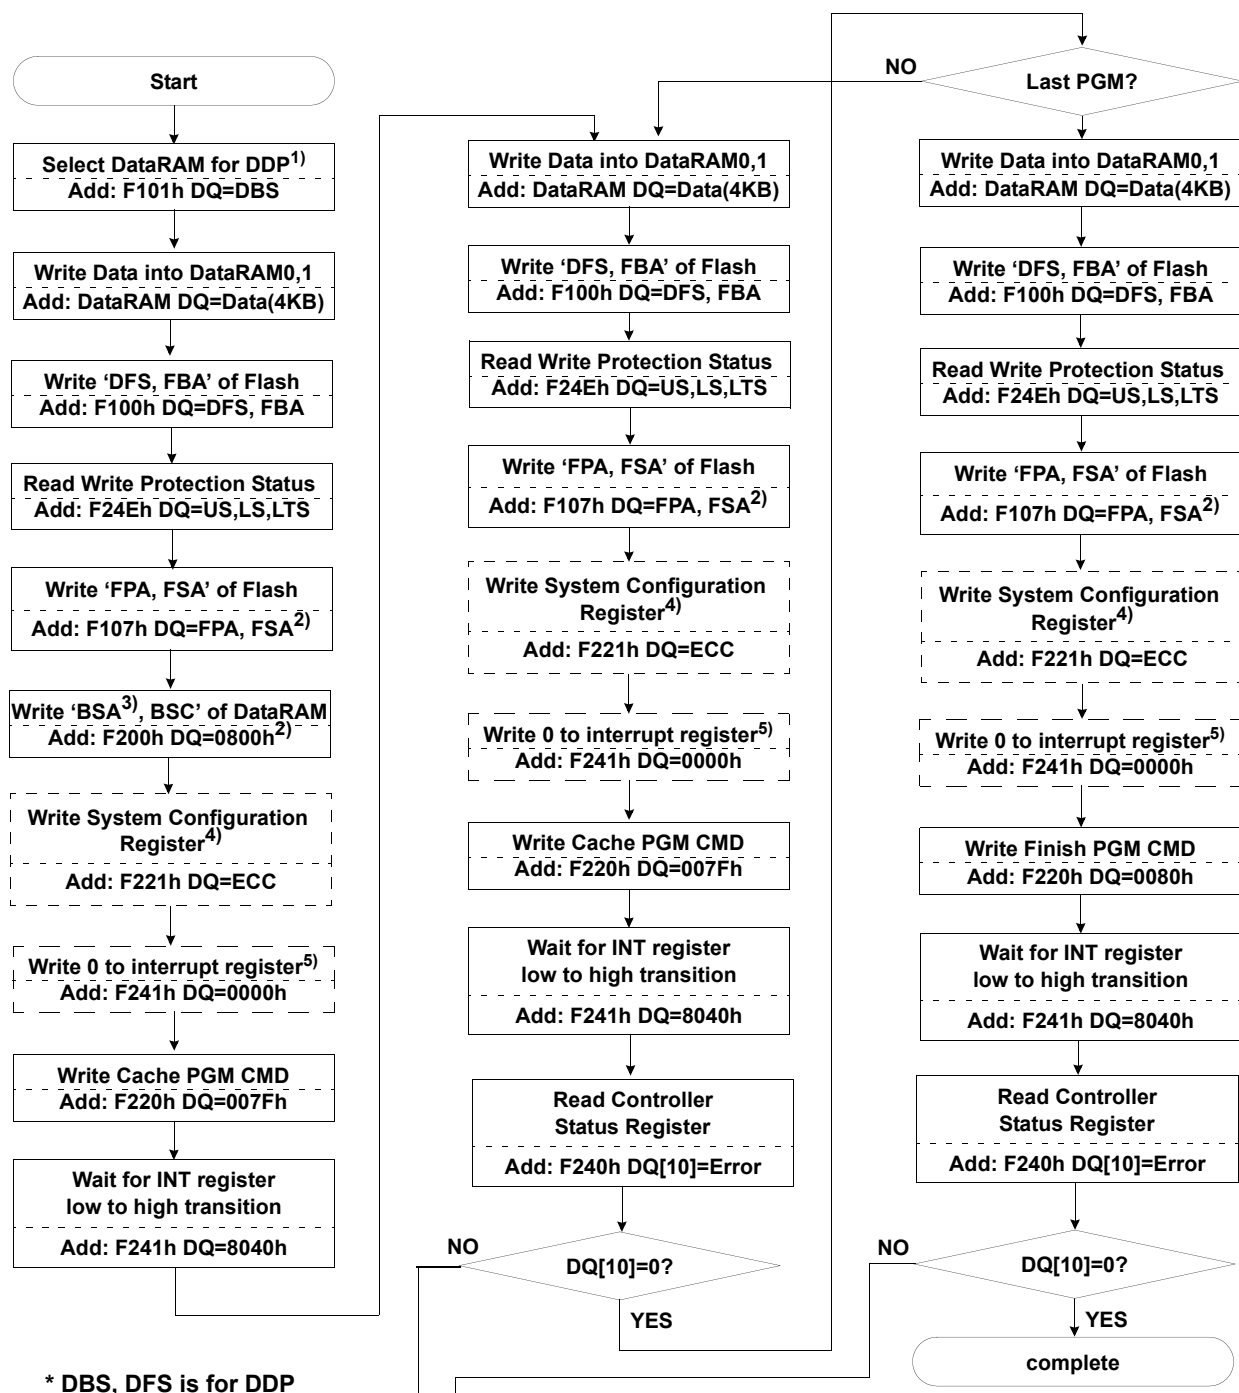 Start
Select DataRAM for DDP1)
Add: F101h DQ=DBS
Write Data into DataRAM0,1
Add: DataRAM DQ=Data(4KB)
Write ‘DFS, FBA’ of Flash
Add: F100h DQ=DFS, FBA
Read Write Protection Status
Add: F24Eh DQ=US,LS,LTS
Write ‘FPA, FSA’ of Flash
Add: F107h DQ=FPA, FSA2)
Write ‘BSA3), BSC’ of DataRAM
Add: F200h DQ=0800h2)
Write System Configuration
Register4)
Add: F221h DQ=ECC
Write 0 to interrupt register5)
Add: F241h DQ=0000h
Write Cache PGM CMD
Add: F220h DQ=007Fh
Wait for INT register
low to high transition
Add: F241h DQ=8040h
* DBS, DFS is for DDP
Write Data into DataRAM0,1
Add: DataRAM DQ=Data(4KB)
Write ‘DFS, FBA’ of Flash
Add: F100h DQ=DFS, FBA
Read Write Protection Status
Add: F24Eh DQ=US,LS,LTS
Write ‘FPA, FSA’ of Flash
Add: F107h DQ=FPA, FSA2)
Write System Configuration
Register4)
Add: F221h DQ=ECC
Write 0 to interrupt register5)
Add: F241h DQ=0000h
Write Cache PGM CMD
Add: F220h DQ=007Fh
Wait for INT register
low to high transition
Add: F241h DQ=8040h
Read Controller
Status Register
Add: F240h DQ[10]=Error
NO
DQ[10]=0?
YES
NO
Last PGM?
Write Data into DataRAM0,1
Add: DataRAM DQ=Data(4KB)
Write ‘DFS, FBA’ of Flash
Add: F100h DQ=DFS, FBA
Read Write Protection Status
Add: F24Eh DQ=US,LS,LTS
Write ‘FPA, FSA’ of Flash
Add: F107h DQ=FPA, FSA2)
Write System Configuration
Register4)
Add: F221h DQ=ECC
Write 0 to interrupt register5)
Add: F241h DQ=0000h
Write Finish PGM CMD
Add: F220h DQ=0080h
Wait for INT register
low to high transition
Add: F241h DQ=8040h
Read Controller
Status Register
Add: F240h DQ[10]=Error
NO
DQ[10]=0?
YES
complete